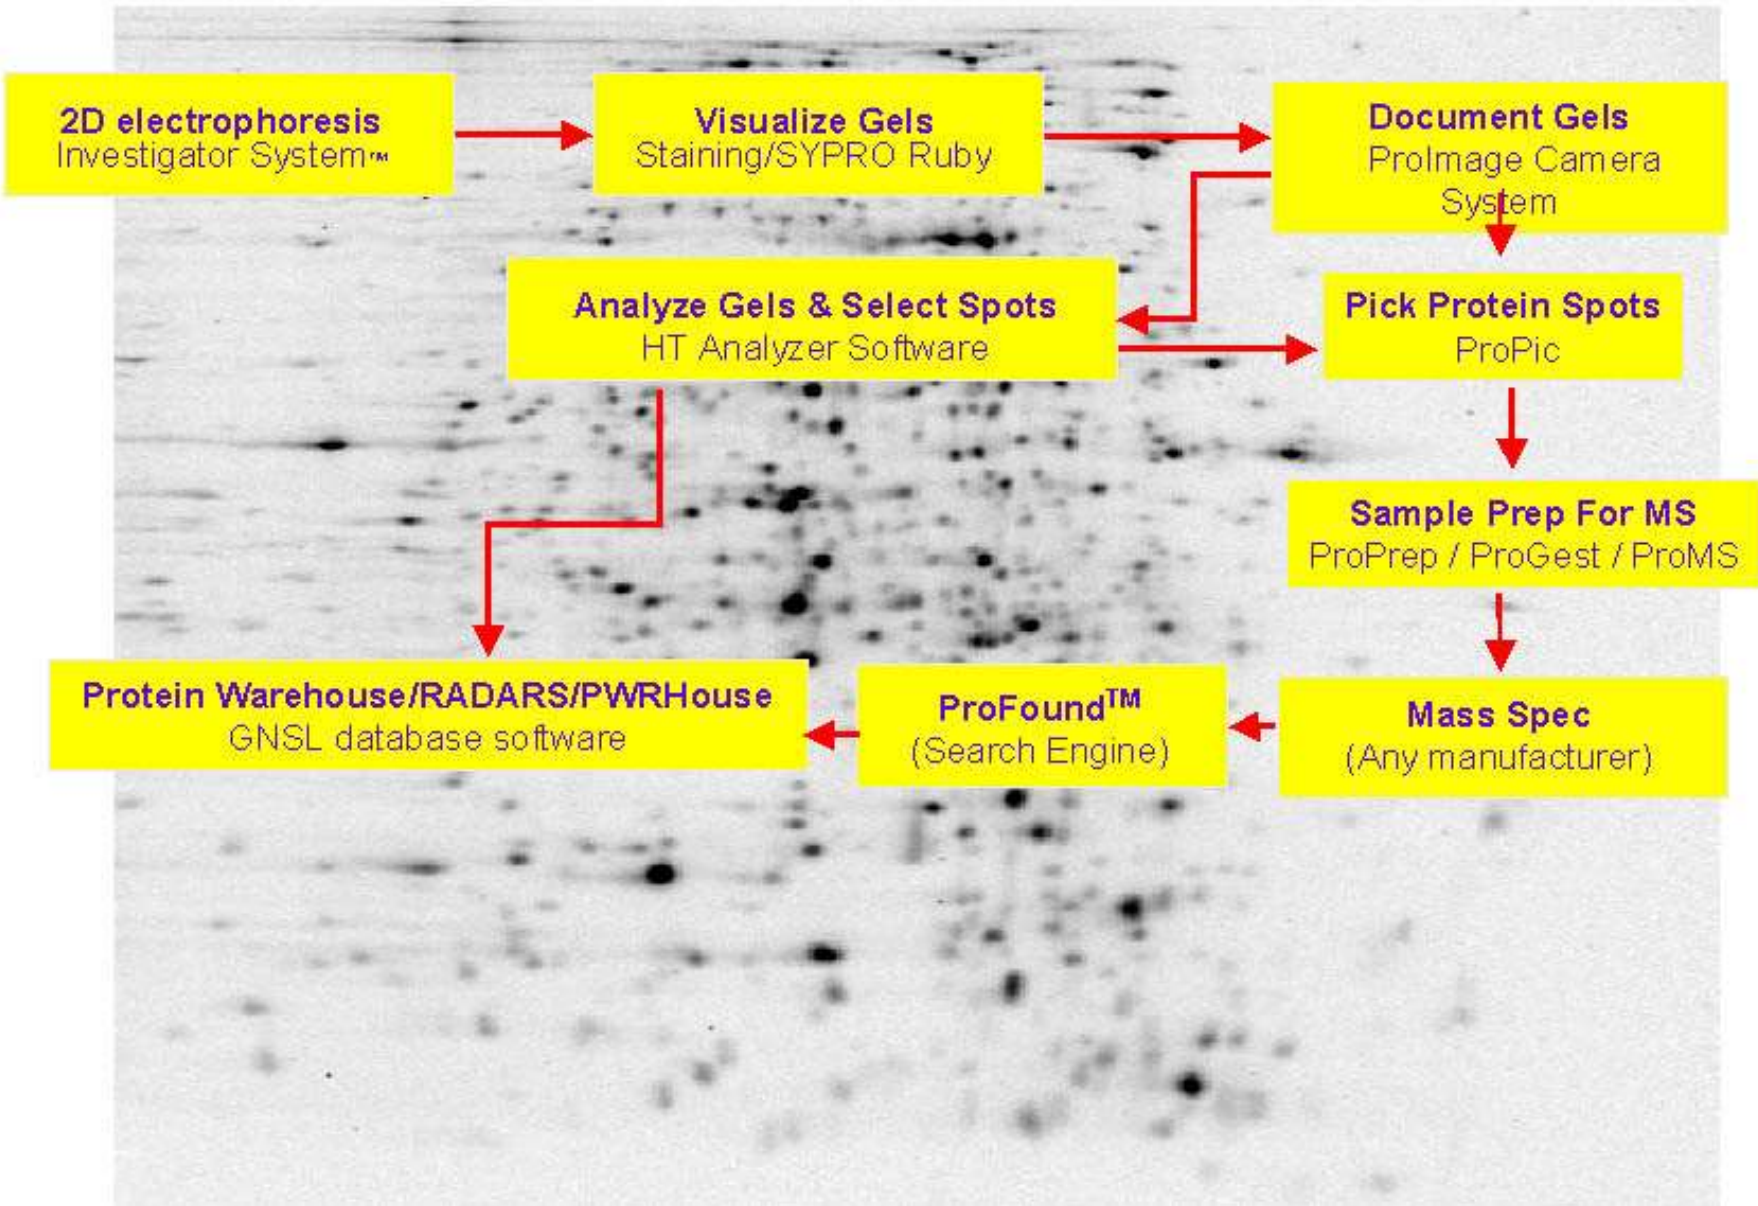 2D electrophoresis
Investigator System™
Visualize Gels
Staining/SYPRO Ruby
Document Gels
ProImage Camera
System
Analyze Gels & Select Spots
HT Analyzer Software
Pick Protein Spots
ProPic
Sample Prep For MS
ProPrep / ProGest / ProMS
Protein Warehouse/RADARS/PWRHouse
GNSL database software
ProFound™
(Search Engine)
Mass Spec
(Any manufacturer)